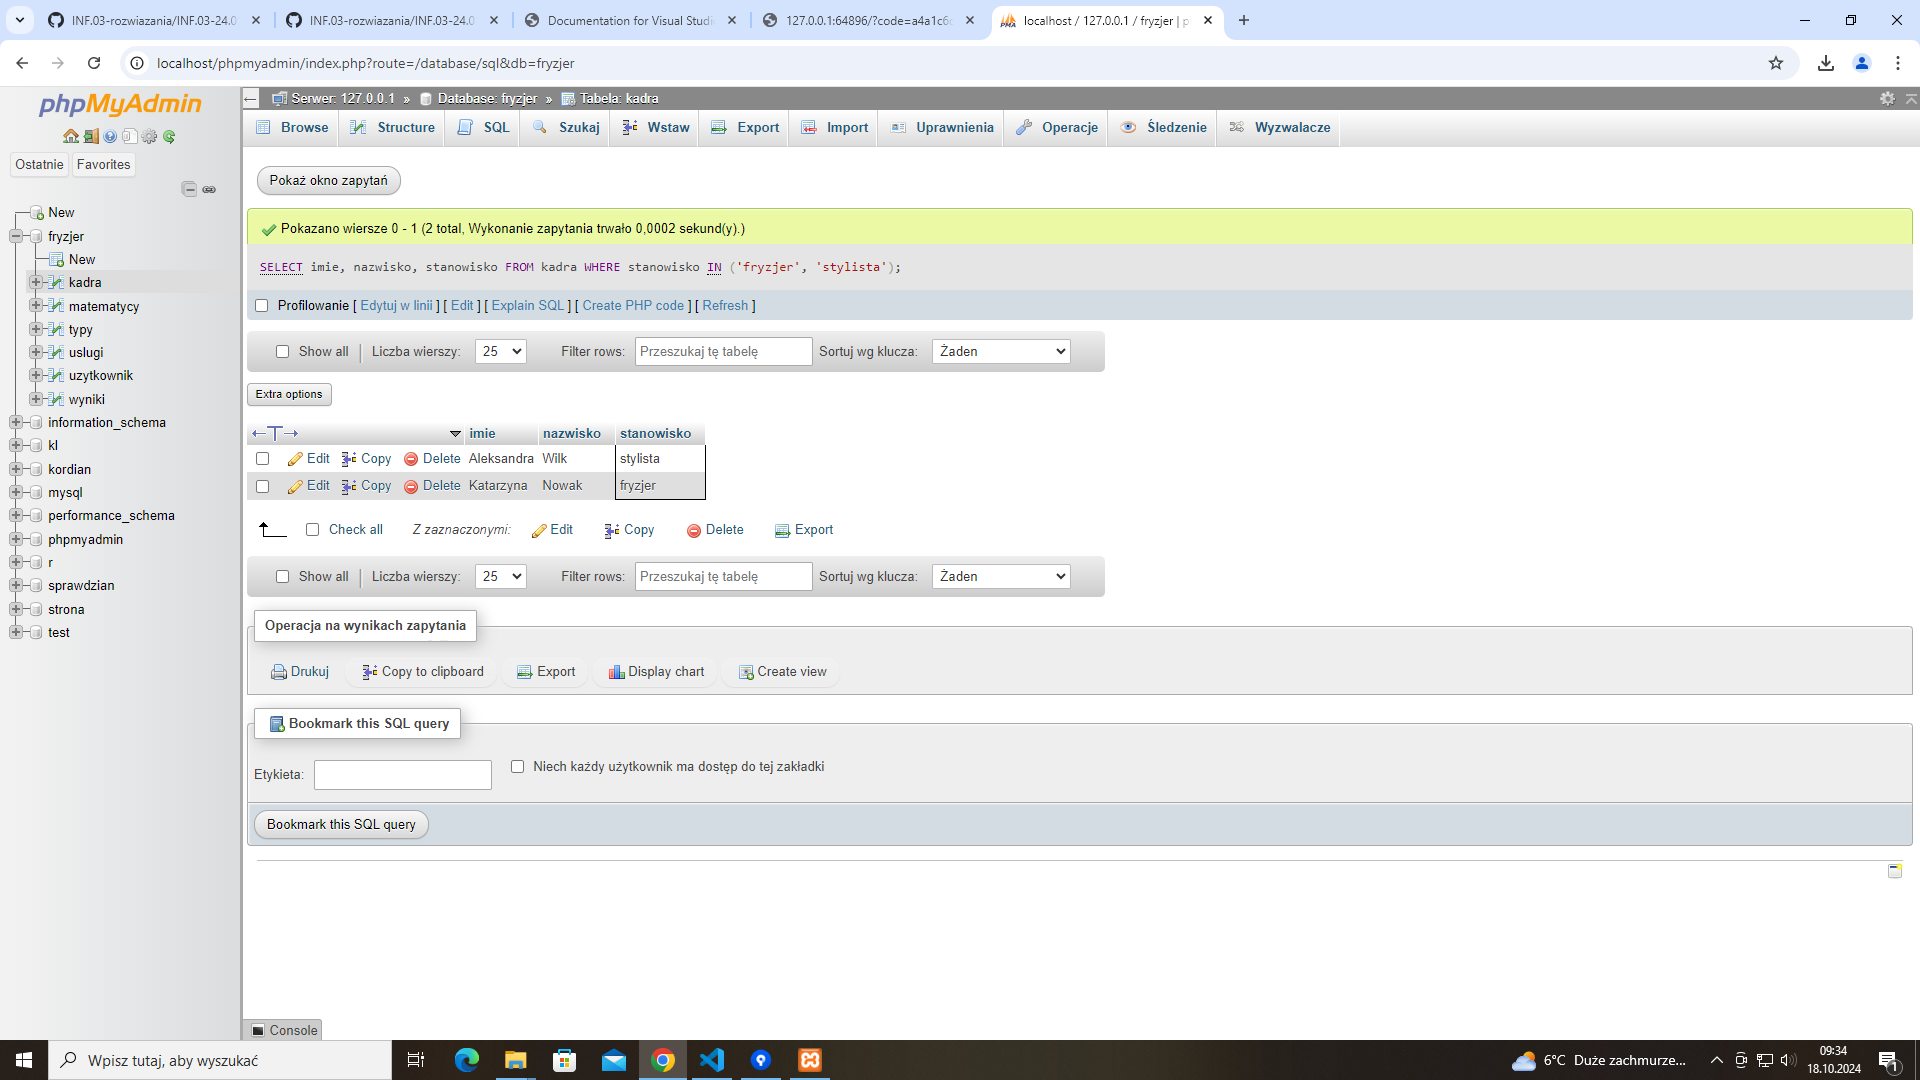 INF.03-rozwiazania/INF.03-24.0
INF.03-rozwiazania/INF.03-24.0
Documentation for Visual Studi
127.0.0.1:64896/?code=a4a1c6
localhost / 127.0.0.1 / fryzjer | p
localhost/phpmyadmin/index.php?route=/database/sql&db=fryzjer
phpMyAdmin
Ostatnie
Favorites
New
fryzjer
New
kadra
matematycy
typy
uslugi
uzytkownik
wyniki
information_schema
kl
kordian
mysql
performance_schema
phpmyadmin
r
sprawdzian
strona
test
Serwer: 127.0.0.1 » Database: fryzjer » Tabela: kadra
Browse Structure SQL Szukaj Wstaw Export Import Uprawnienia Operacje Śledzenie Wyzwalacze
Pokaż okno zapytań
Pokazano wiersze 0 - 1 (2 total, Wykonanie zapytania trwało 0,0002 sekund(y).)
SELECT imie, nazwisko, stanowisko FROM kadra WHERE stanowisko IN ('fryzjer', 'stylista');
Profilowanie [ Edytuj w linii ] [ Edit ] [ Explain SQL ] [ Create PHP code ] [ Refresh ]
Show all Liczba wierszy: 25 Filter rows: Przeszukaj tę tabelę Sortuj wg klucza: Żaden
Extra options
imie nazwisko stanowisko
Edit Copy Delete Aleksandra Wilk stylista
Edit Copy Delete Katarzyna Nowak fryzjer
Check all Z zaznaczonymi: Edit Copy Delete Export
Show all Liczba wierszy: 25 Filter rows: Przeszukaj tę tabelę Sortuj wg klucza: Żaden
Operacja na wynikach zapytania
Drukuj Copy to clipboard Export Display chart Create view
Bookmark this SQL query
Etykieta: Niech każdy użytkownik ma dostęp do tej zakładki
Bookmark this SQL query
Console
Wpisz tutaj, aby wyszukać
6°C Duże zachmurze...
09:34
18.10.2024
1